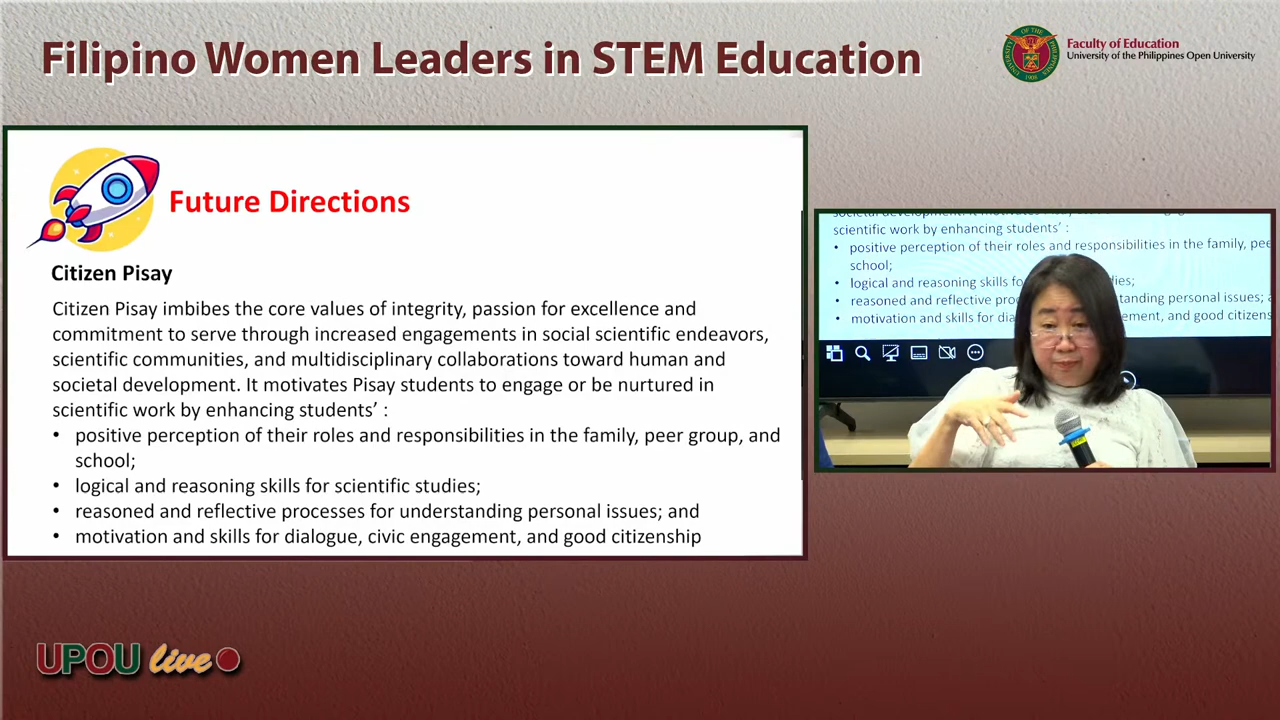 Filipino Women Leaders in STEM Education
Faculty of Education
University of the Philippines Open University
Future Directions
Citizen Pisay
Citizen Pisay imbibes the core values of integrity, passion for excellence and
commitment to serve through increased engagements in social scientific endeavors,
scientific communities, and multidisciplinary collaborations toward human and
societal development. It motivates Pisay students to engage or be nurtured in
scientific work by enhancing students’ :
• positive perception of their roles and responsibilities in the family, peer group, and
school;
• logical and reasoning skills for scientific studies;
• reasoned and reflective processes for understanding personal issues; and
• motivation and skills for dialogue, civic engagement, and good citizenship
scientific work by enhancing students’ :
• positive perception of their roles and responsibilities in the family,
school;
• logical and reasoning skills
• reasoned and reflective personal issues;
• motivation and skills for and good
UPOU live